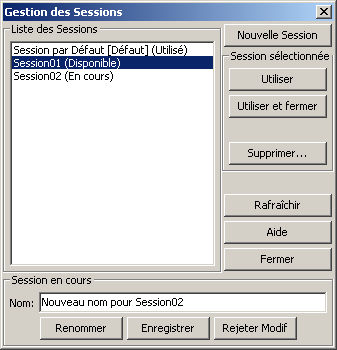 Gestion des Sessions
Liste des Sessions
Session par Défaut [Défaut] (Utilisé)
Session01 (Disponible)
Session02 (En cours)
Nouvelle Session
Session sélectionnée
Utiliser
Utiliser et fermer
Supprimer...
Rafraîchir
Aide
Fermer
Session en cours
Nom: Nouveau nom pour Session02
Renommer Enregistrer Rejeter Modif